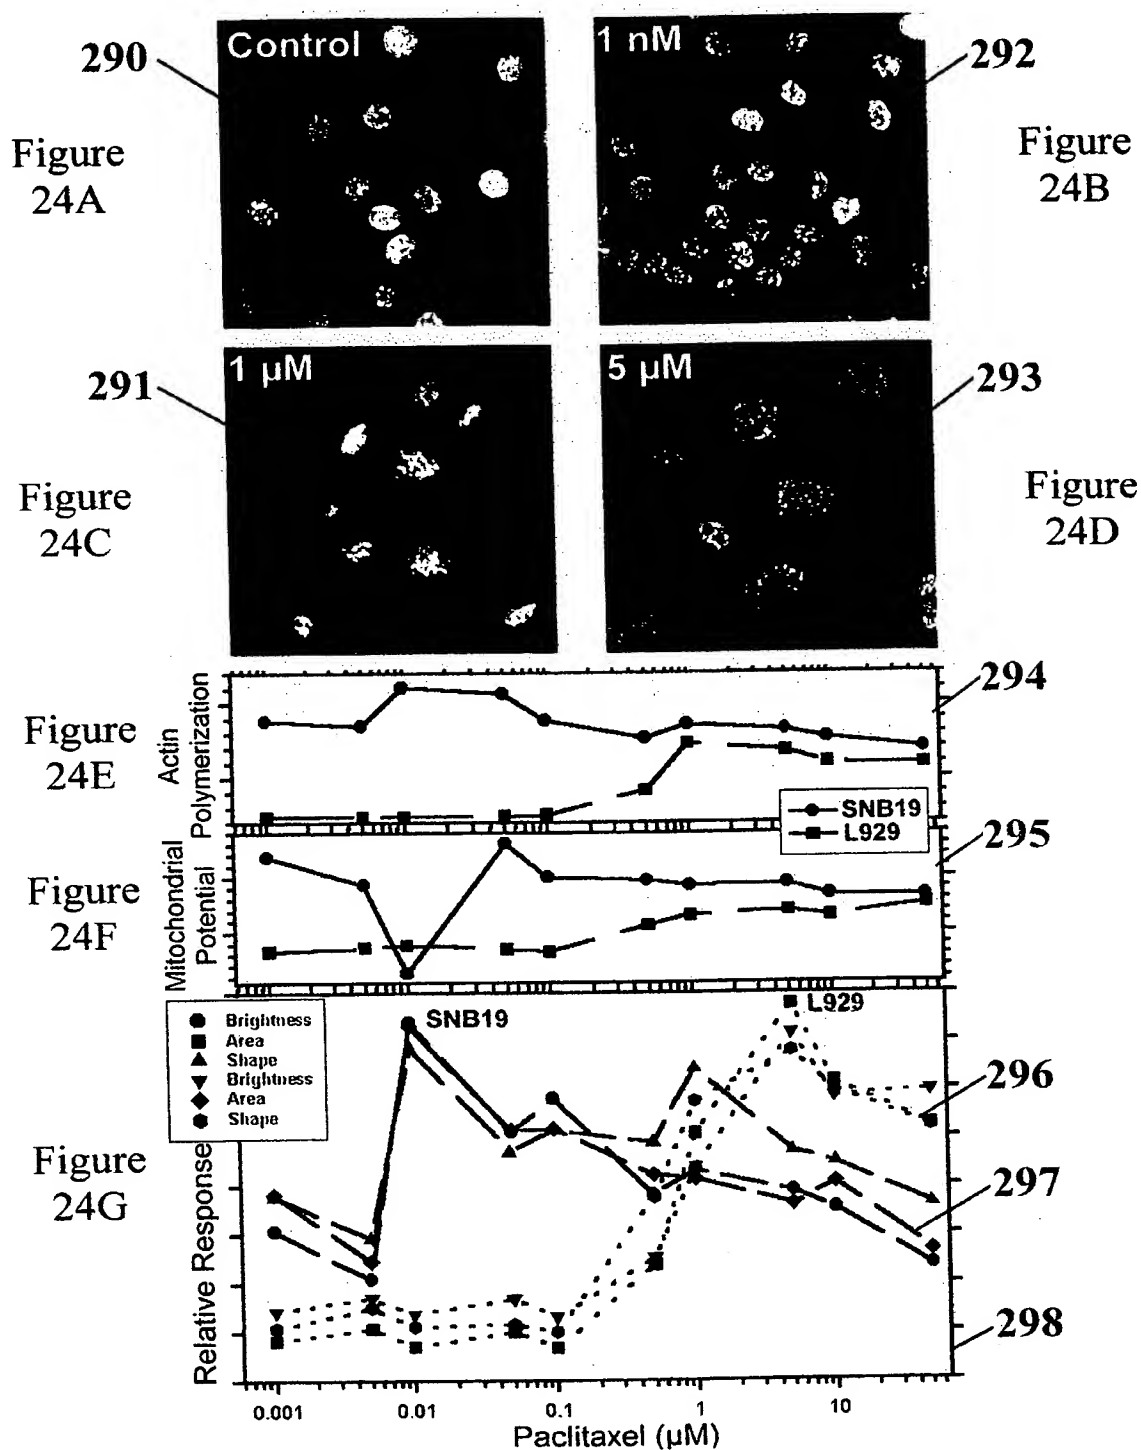 Control
290
Figure
24A
1 nM
292
Figure
24B
1 µM
291
Figure
24C
5 µM
293
Figure
24D
294
Figure
24E
Actin
Polymerization
SNB19
L929
295
Figure
24F
Mitochondrial
Potential
Brightness
Area
Shape
Brightness
Area
Shape
SNB19
L929
296
Figure
24G
297
298
Relative Response
0.001
0.01
0.1
1
10
Paclitaxel (µM)